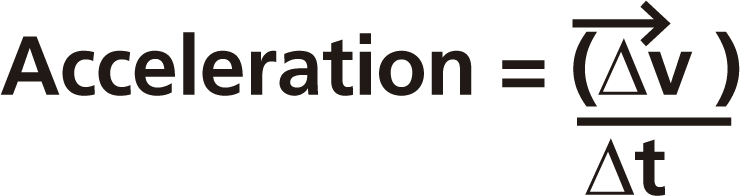 Acceleration = (Δv )
Δt